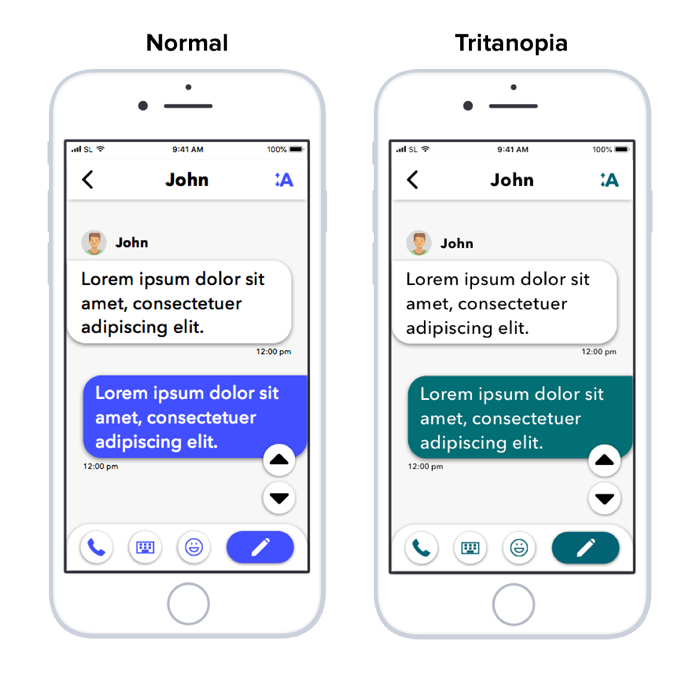 Normal
Tritanopia
SL 9:41 AM 100%
John
:A
John
Lorem ipsum dolor sit
amet, consectetuer
adipiscing elit.
12:00 pm
Lorem ipsum dolor sit
amet, consectetuer
adipiscing elit.
12:00 pm
SL 9:41 AM 100%
John
:A
John
Lorem ipsum dolor sit
amet, consectetuer
adipiscing elit.
12:00 pm
Lorem ipsum dolor sit
amet, consectetuer
adipiscing elit.
12:00 pm